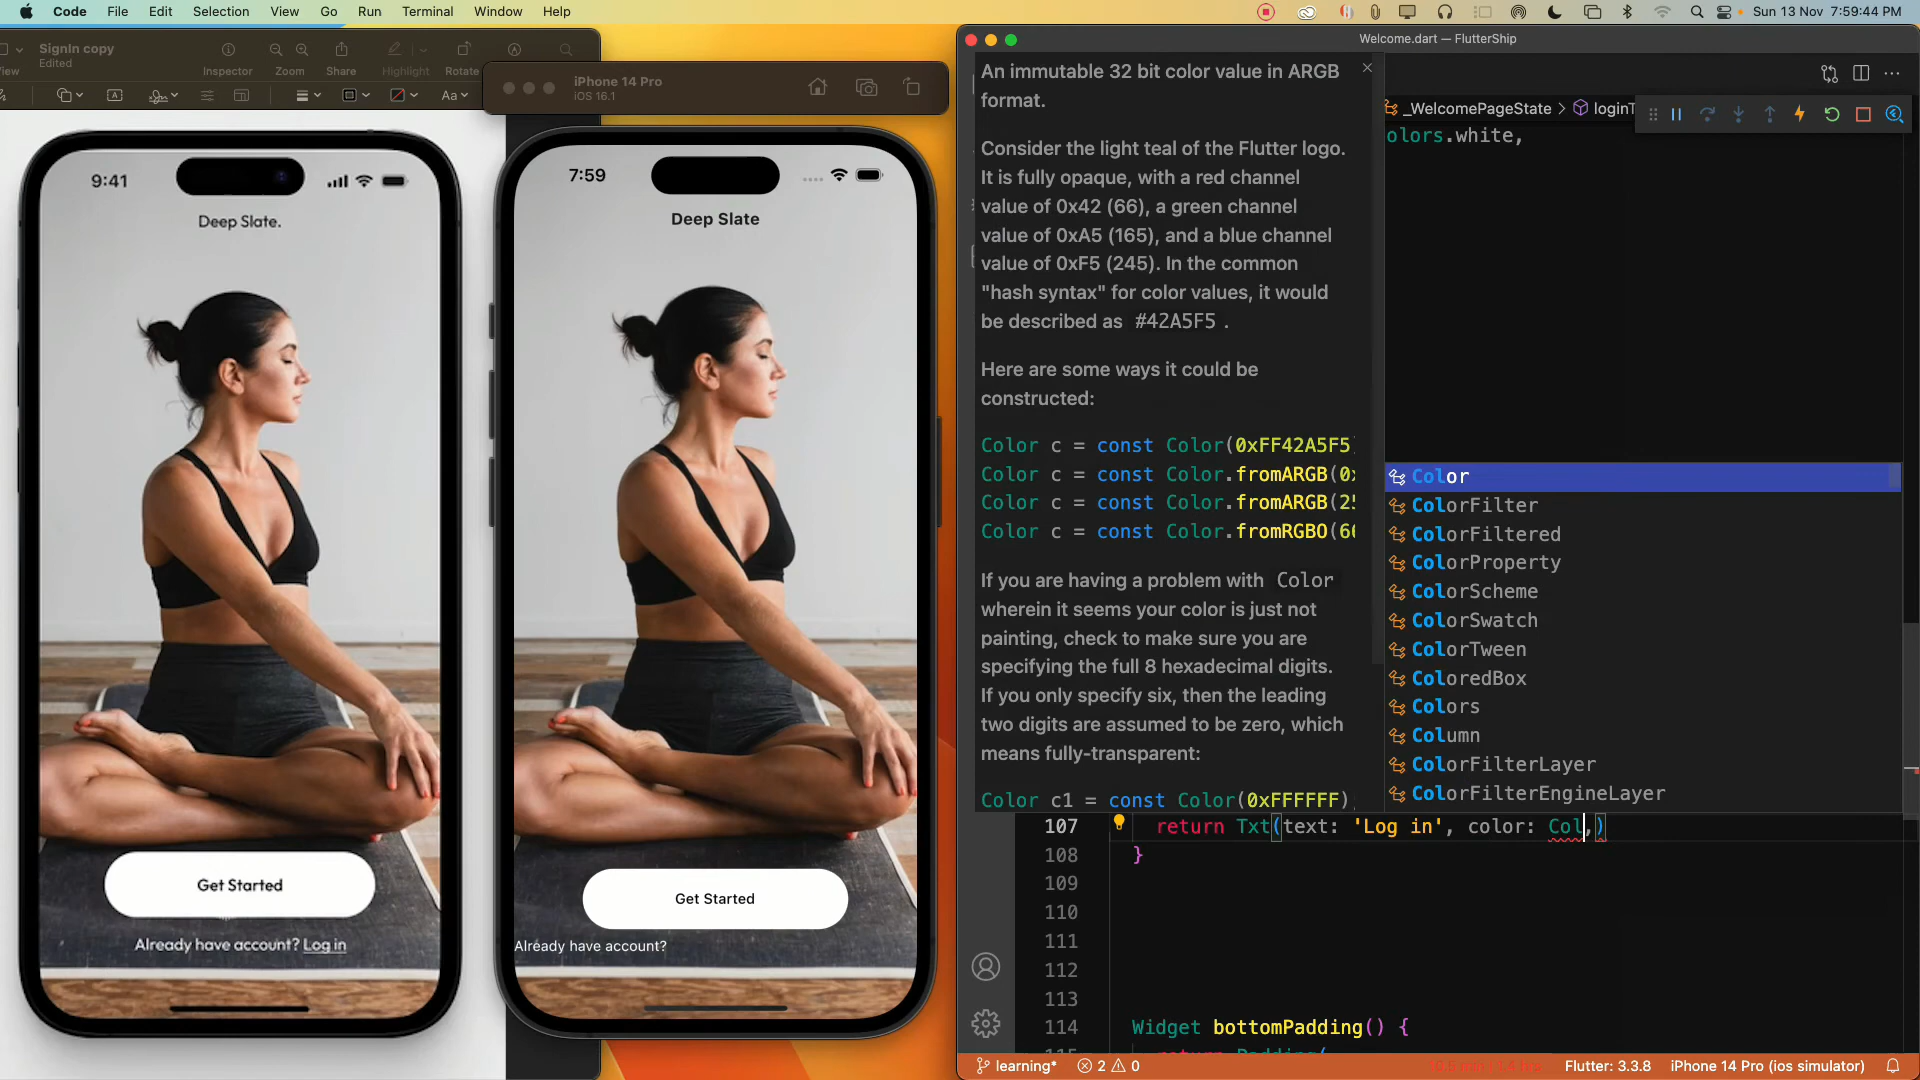 Code File Edit Selection View Go Run Terminal Window Help
Sun 13 Nov 7:59:44 PM
SignIn copy
Edited
Inspector Zoom Share Highlight Rotate
Aa
iPhone 14 Pro
iOS 16.1
9:41
Deep Slate.
Get Started
Already have account? Log in
7:59
Deep Slate
Get Started
Already have account?
Welcome.dart — FlutterShip
_WelcomePageState > loginT
olors.white,
An immutable 32 bit color value in ARGB
format.
Consider the light teal of the Flutter logo.
It is fully opaque, with a red channel
value of 0x42 (66), a green channel
value of 0xA5 (165), and a blue channel
value of 0xF5 (245). In the common
"hash syntax" for color values, it would
be described as #42A5F5 .
Here are some ways it could be
constructed:
Color c = const Color(0xFF42A5F5
Color c = const Color.fromARGB(0x
Color c = const Color.fromARGB(25
Color c = const Color.fromRGBO(66
If you are having a problem with Color
wherein it seems your color is just not
painting, check to make sure you are
specifying the full 8 hexadecimal digits.
If you only specify six, then the leading
two digits are assumed to be zero, which
means fully-transparent:
Color c1 = const Color(0xFFFFFF)
Color
ColorFilter
ColorFiltered
ColorProperty
ColorScheme
ColorSwatch
ColorTween
ColoredBox
Colors
Column
ColorFilterLayer
ColorFilterEngineLayer
107 return Txt(text: 'Log in', color: Col,)
108 }
109
110
111
112
113
114 Widget bottomPadding() {
learning* 2 0
Flutter: 3.3.8 iPhone 14 Pro (ios simulator)